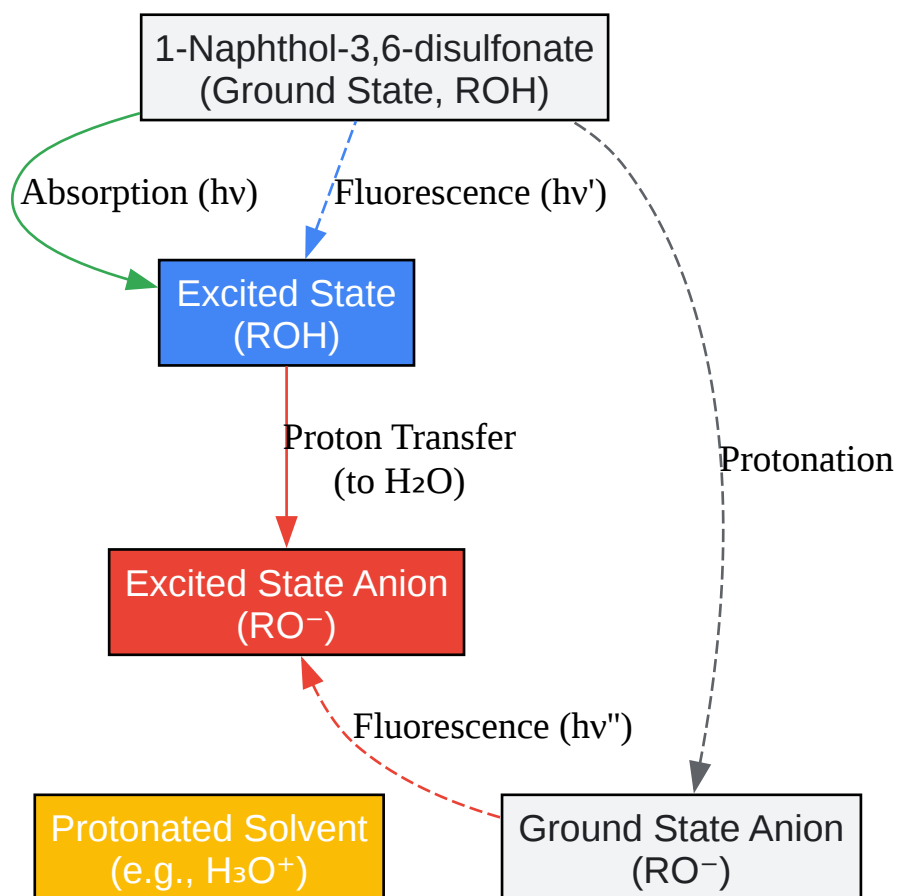 1-Naphthol-3,6-disulfonate
(Ground State, ROH)
Absorption (hν)
Fluorescence (hν')
Excited State
(ROH)
Proton Transfer
(to H₂O)
Protonation
Excited State Anion
(RO⁻)
Fluorescence (hν'')
Protonated Solvent
(e.g., H₃O⁺)
Ground State Anion
(RO⁻)